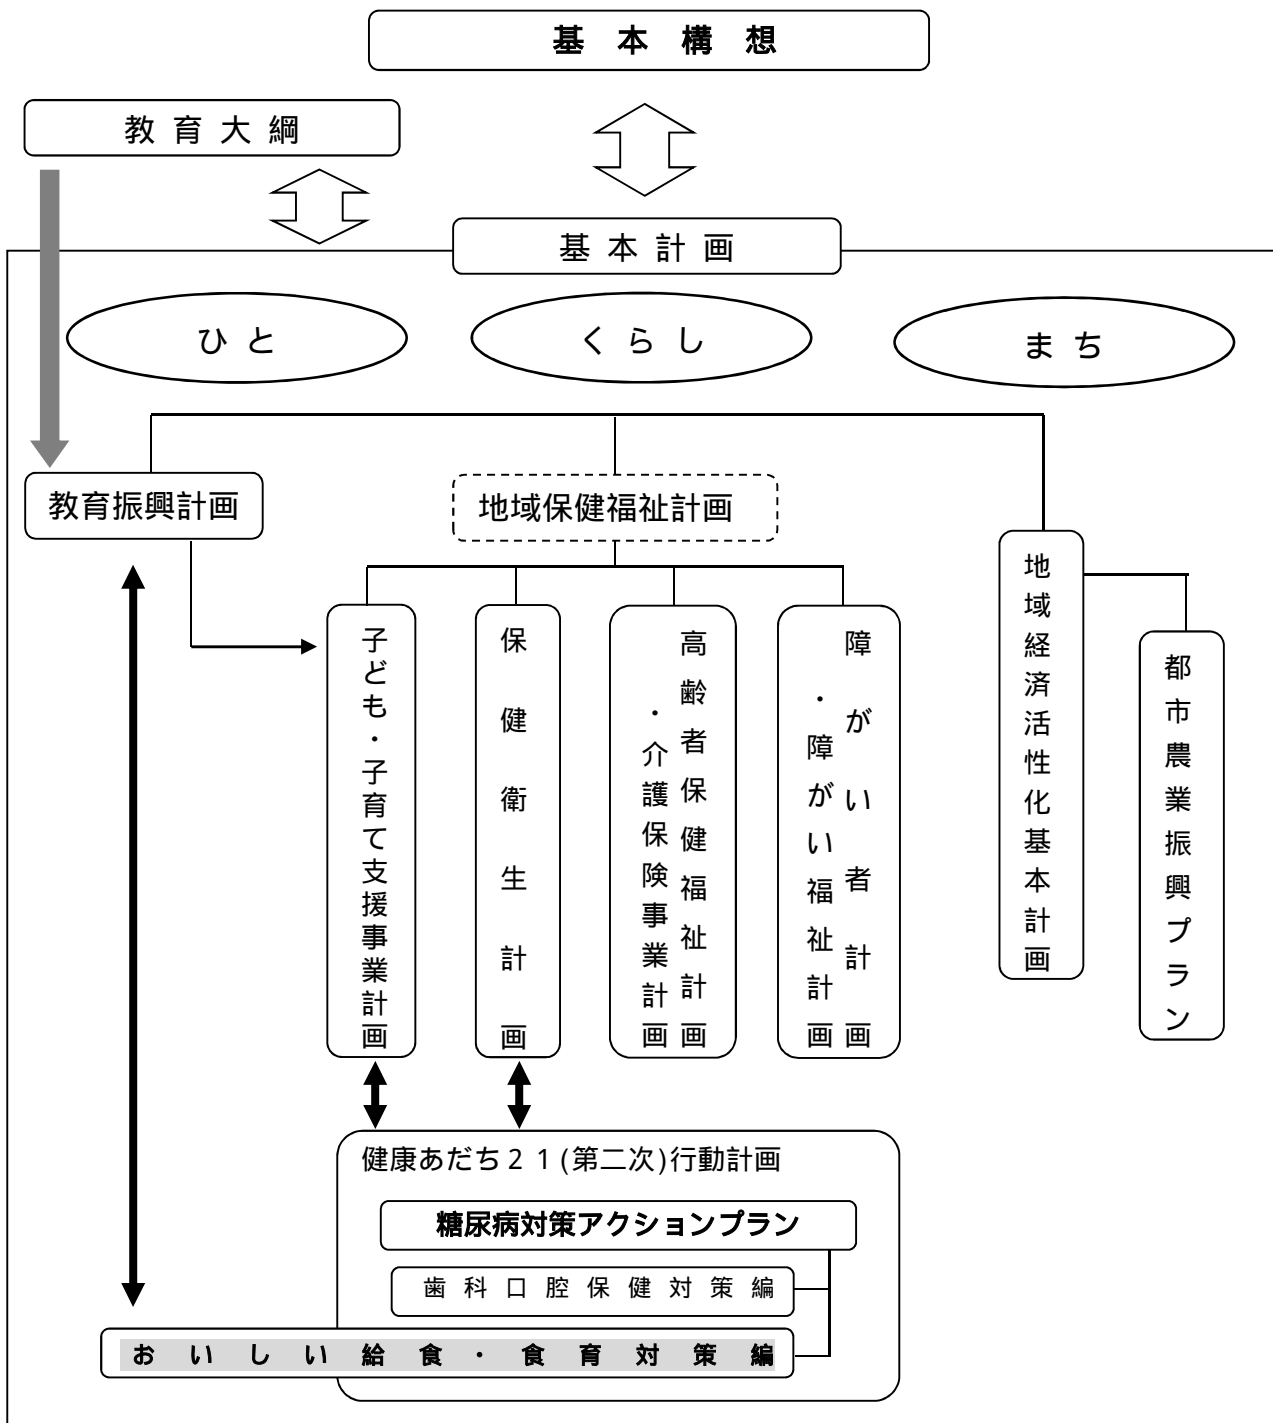 基本構想
教育大綱
基本計画
ひと
くらし
まち
教育振興計画
地域保健福祉計画
子ども・子育て支援事業計画
保健衛生計画
高齢者保健福祉計画
・介護保険事業計画
障がい者計画
・障がい福祉計画
地域経済活性化基本計画
都市農業振興プラン
健康あだち21(第二次)行動計画
糖尿病対策アクションプラン
歯科口腔保健対策編
おいしい給食・食育対策編